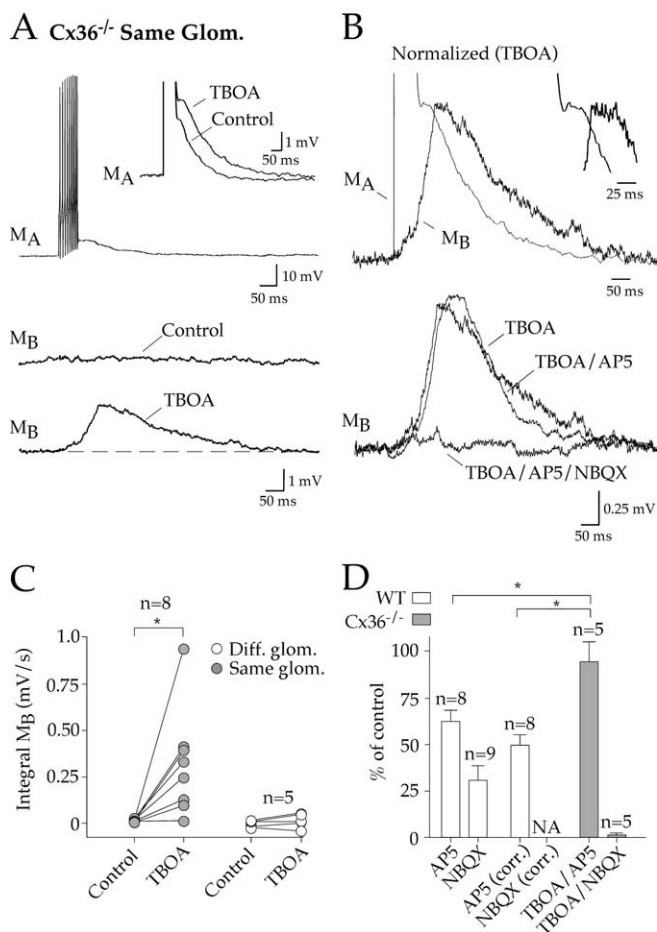 A Cx36-/- Same Glom.
TBOA
Control
1 mV
50 ms
MA
MA
10 mV
50 ms
MB
Control
MB
TBOA
1 mV
50 ms
B
Normalized (TBOA)
MA
MB
25 ms
50 ms
TBOA
TBOA/AP5
MB
TBOA/AP5/NBQX
0.25 mV
50 ms
C
n=8
*
Diff. glom.
Same glom.
Integral MB (mV/s)
1.0
0.75
0.25
0
n=5
Control
TBOA
Control
TBOA
D
WT
Cx36-/-
*
*
% of control
100
75
50
25
0
n=8
n=9
n=8
NA
n=5
n=5
AP5
NBQX
AP5 (corr.)
NBQX (corr.)
TBOA/AP5
TBOA/NBQX